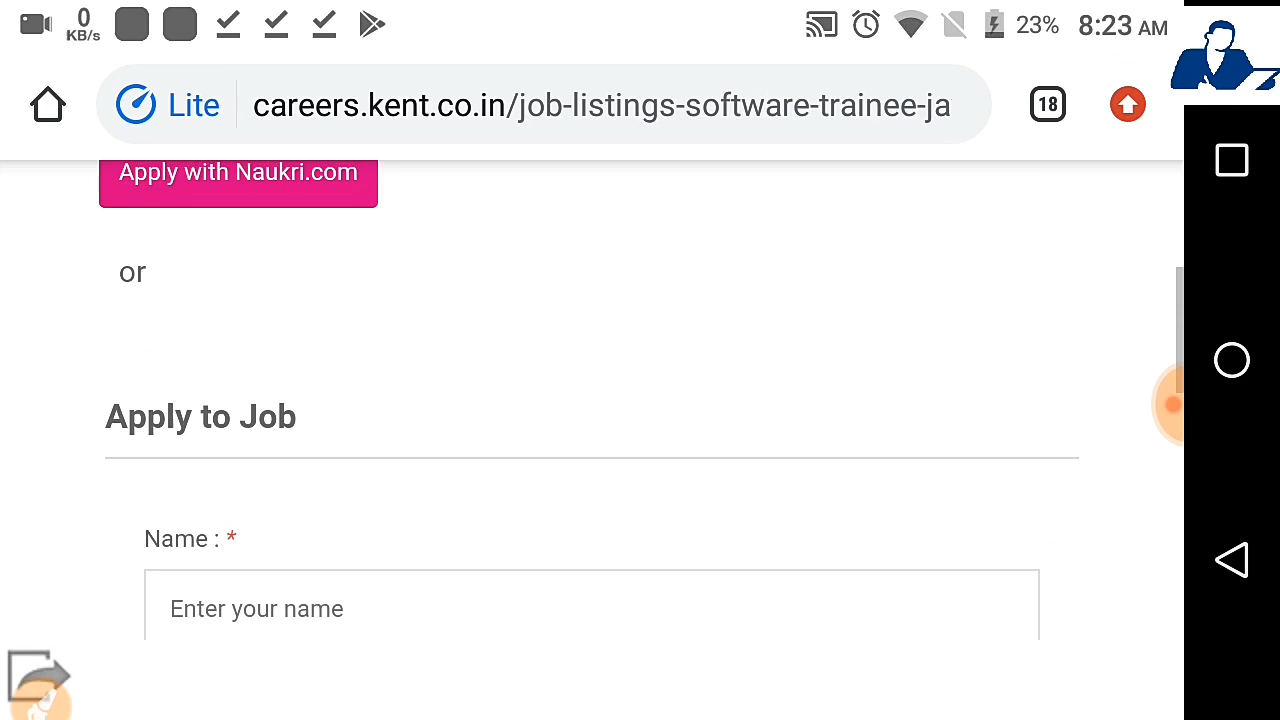 0
KB/s
23% 8:23 AM
Lite careers.kent.co.in/job-listings-software-trainee-ja 18
Apply with Naukri.com
or
Apply to Job
Name : *
Enter your name